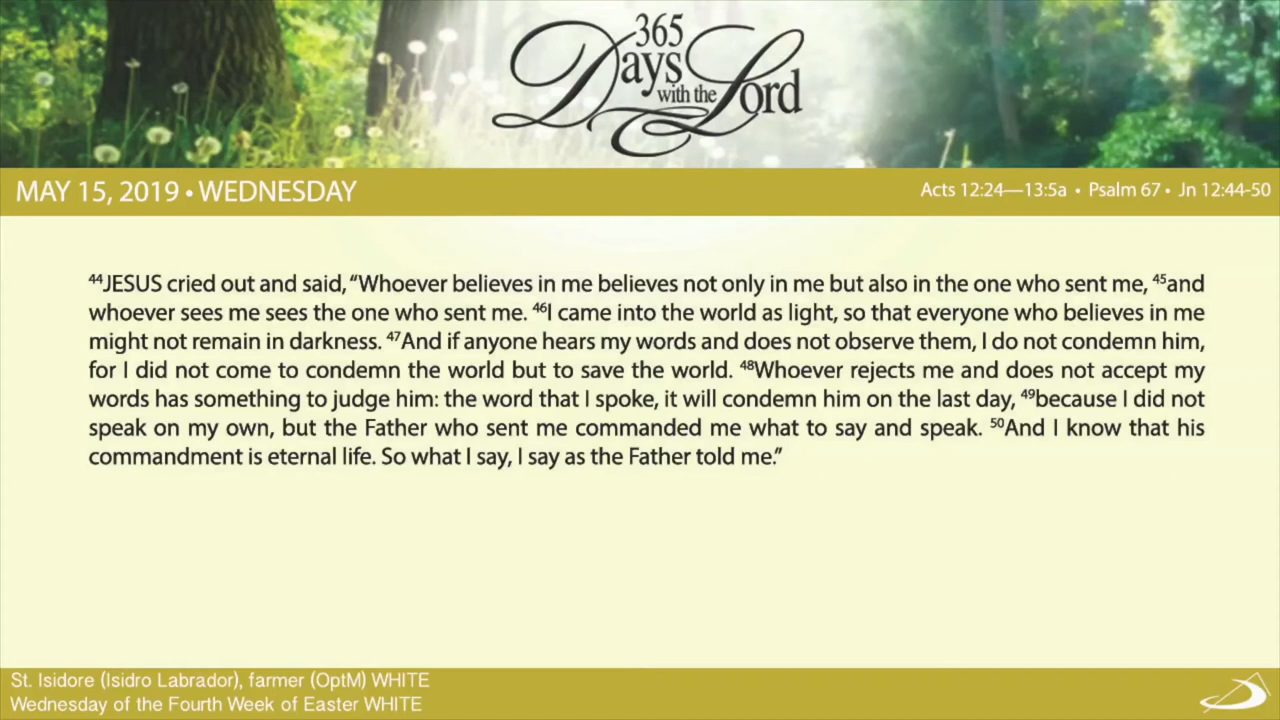 365
Days
with the Lord
MAY 15, 2019 • WEDNESDAY
Acts 12:24—13:5a • Psalm 67 • Jn 12:44-50
⁴⁴JESUS cried out and said, “Whoever believes in me believes not only in me but also in the one who sent me, ⁴⁵and
whoever sees me sees the one who sent me. ⁴⁶I came into the world as light, so that everyone who believes in me
might not remain in darkness. ⁴⁷And if anyone hears my words and does not observe them, I do not condemn him,
for I did not come to condemn the world but to save the world. ⁴⁸Whoever rejects me and does not accept my
words has something to judge him: the word that I spoke, it will condemn him on the last day, ⁴⁹because I did not
speak on my own, but the Father who sent me commanded me what to say and speak. ⁵⁰And I know that his
commandment is eternal life. So what I say, I say as the Father told me.”
St. Isidore (Isidro Labrador), farmer (OptM) WHITE
Wednesday of the Fourth Week of Easter WHITE